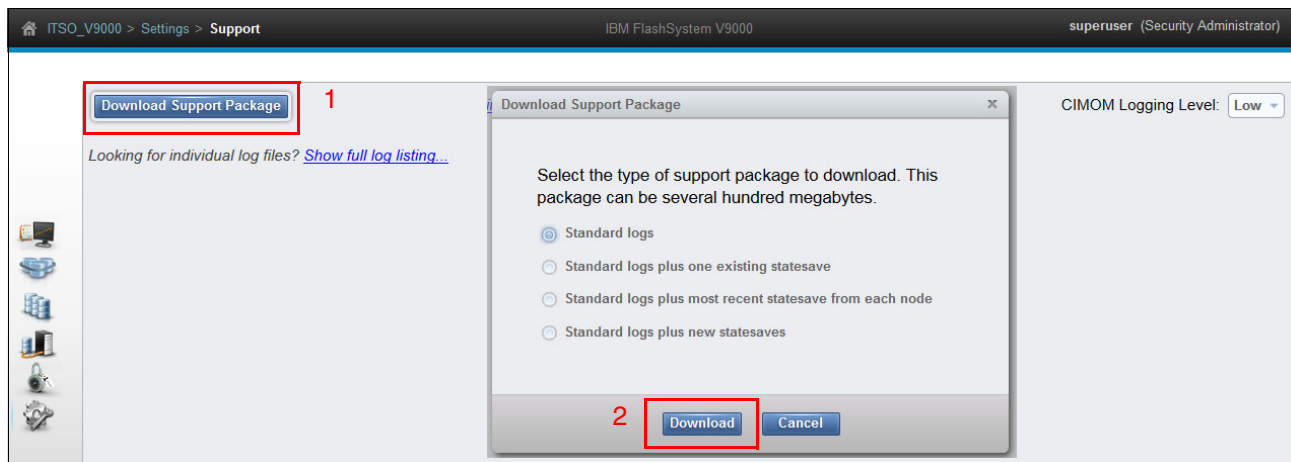 ITSO_V9000 > Settings > Support
IBM FlashSystem V9000
superuser (Security Administrator)
Download Support Package
1
Download Support Package
x
CIMOM Logging Level: Low
Looking for individual log files? Show full log listing...
Select the type of support package to download. This
package can be several hundred megabytes.
Standard logs
Standard logs plus one existing statesave
Standard logs plus most recent statesave from each node
Standard logs plus new statesaves
2
Download
Cancel